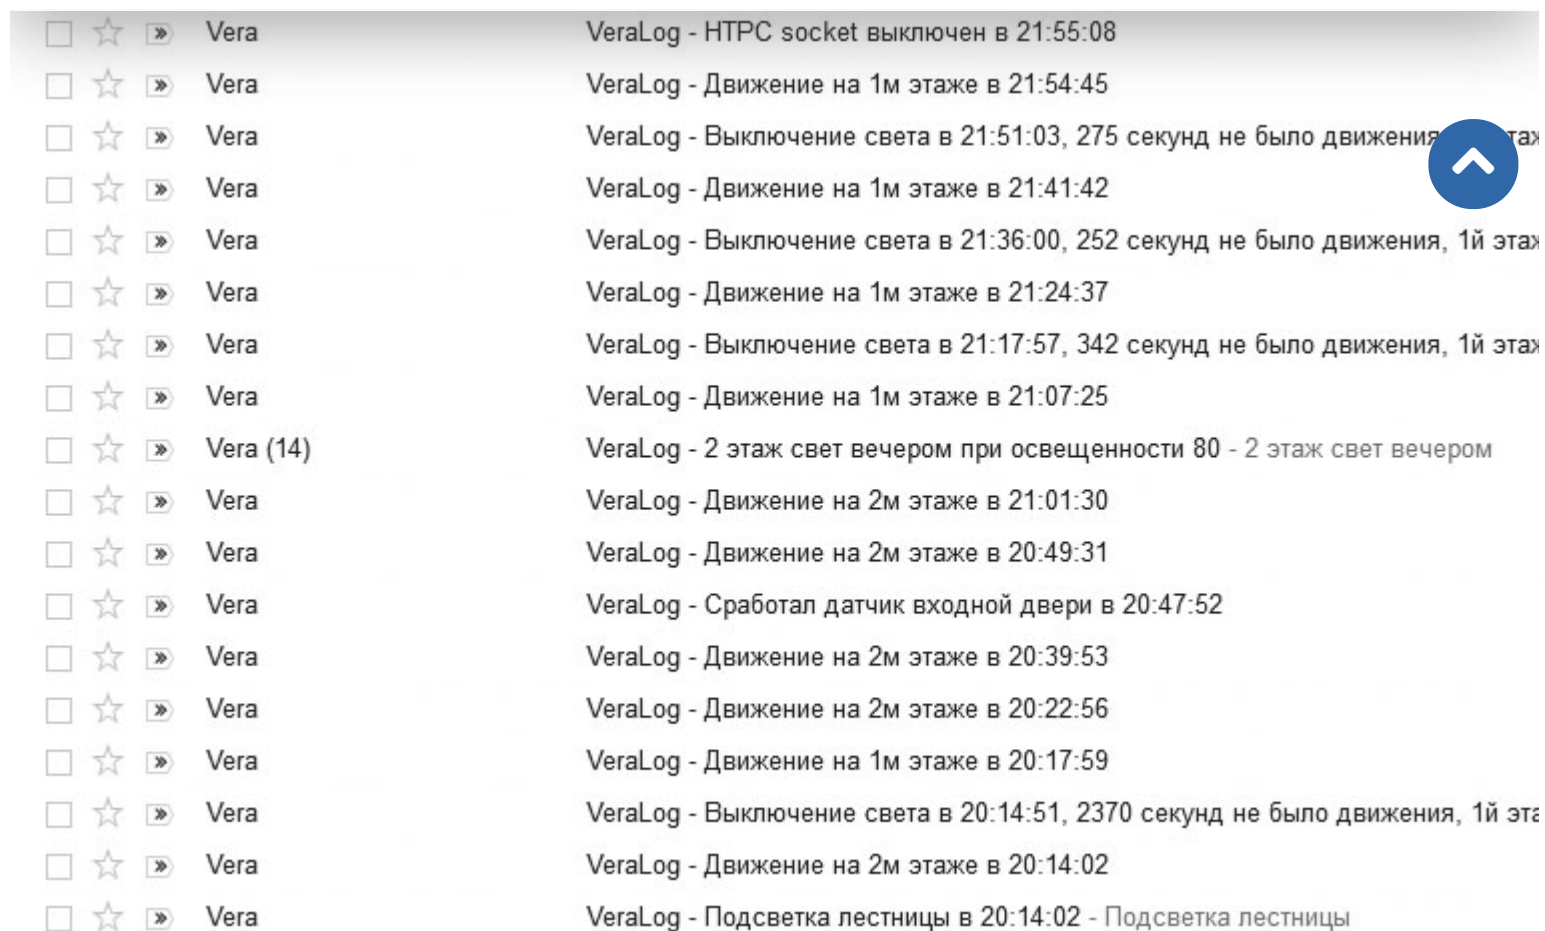 Vera VeraLog - HTPC socket выключен в 21:55:08
Vera VeraLog - Движение на 1м этаже в 21:54:45
Vera VeraLog - Выключение света в 21:51:03, 275 секунд не было движения
Vera VeraLog - Движение на 1м этаже в 21:41:42
Vera VeraLog - Выключение света в 21:36:00, 252 секунд не было движения, 1й этаж
Vera VeraLog - Движение на 1м этаже в 21:24:37
Vera VeraLog - Выключение света в 21:17:57, 342 секунд не было движения, 1й этаж
Vera VeraLog - Движение на 1м этаже в 21:07:25
Vera (14) VeraLog - 2 этаж свет вечером при освещенности 80 - 2 этаж свет вечером
Vera VeraLog - Движение на 2м этаже в 21:01:30
Vera VeraLog - Движение на 2м этаже в 20:49:31
Vera VeraLog - Сработал датчик входной двери в 20:47:52
Vera VeraLog - Движение на 2м этаже в 20:39:53
Vera VeraLog - Движение на 2м этаже в 20:22:56
Vera VeraLog - Движение на 1м этаже в 20:17:59
Vera VeraLog - Выключение света в 20:14:51, 2370 секунд не было движения, 1й эта
Vera VeraLog - Движение на 2м этаже в 20:14:02
Vera VeraLog - Подсветка лестницы в 20:14:02 - Подсветка лестницы